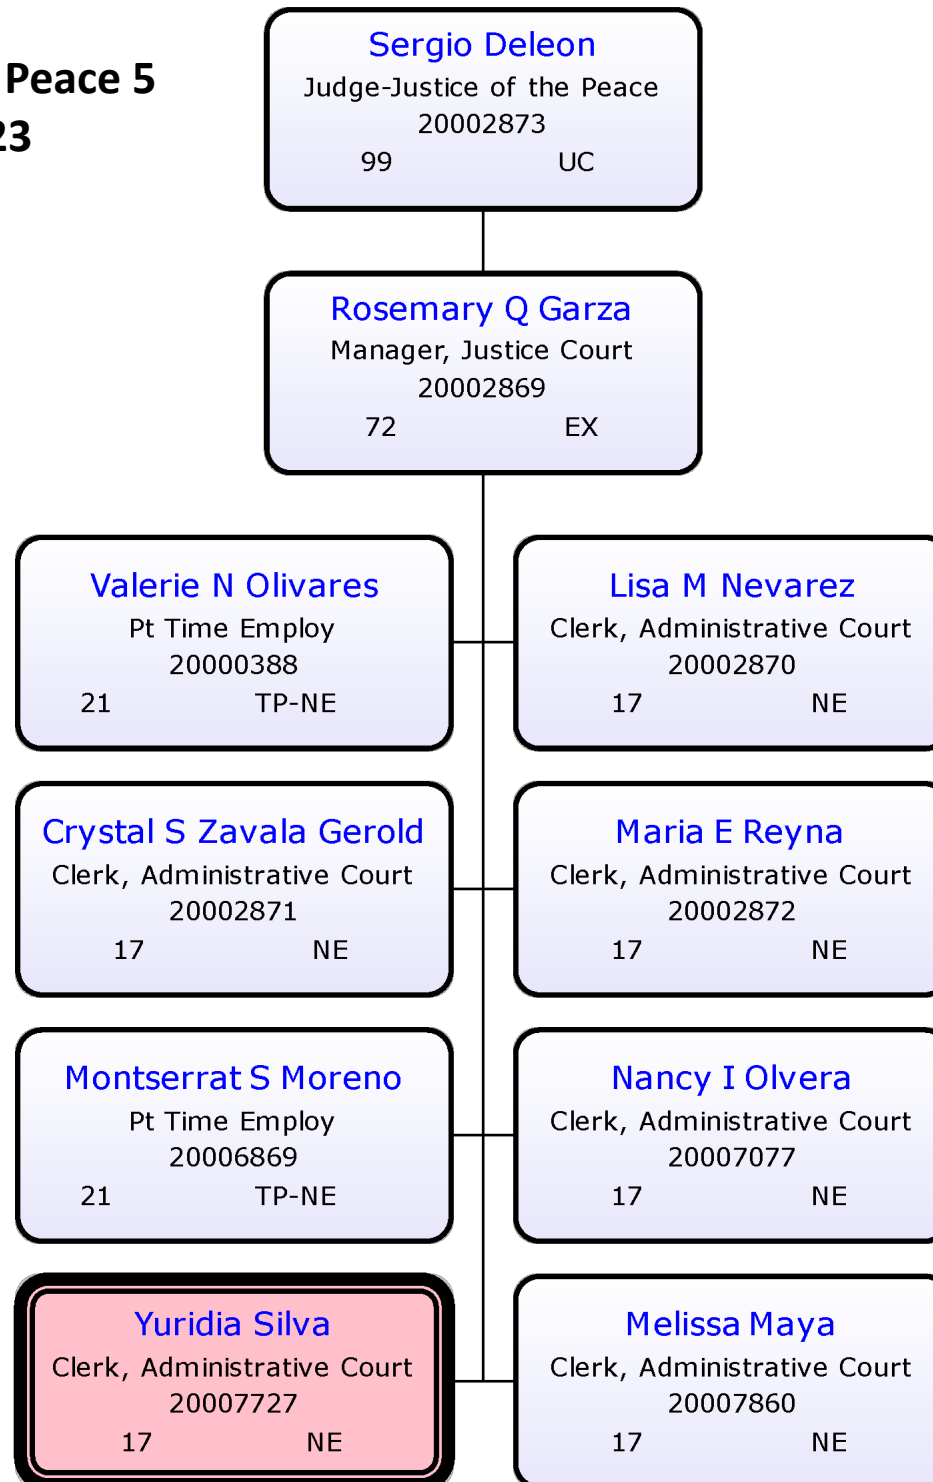 Peace 5
23
Sergio Deleon
Judge-Justice of the Peace
20002873
99 UC
Rosemary Q Garza
Manager, Justice Court
20002869
72 EX
Valerie N Olivares
Pt Time Employ
20000388
21 TP-NE
Lisa M Nevarez
Clerk, Administrative Court
20002870
17 NE
Crystal S Zavala Gerold
Clerk, Administrative Court
20002871
17 NE
Maria E Reyna
Clerk, Administrative Court
20002872
17 NE
Montserrat S Moreno
Pt Time Employ
20006869
21 TP-NE
Nancy I Olvera
Clerk, Administrative Court
20007077
17 NE
Yuridia Silva
Clerk, Administrative Court
20007727
17 NE
Melissa Maya
Clerk, Administrative Court
20007860
17 NE